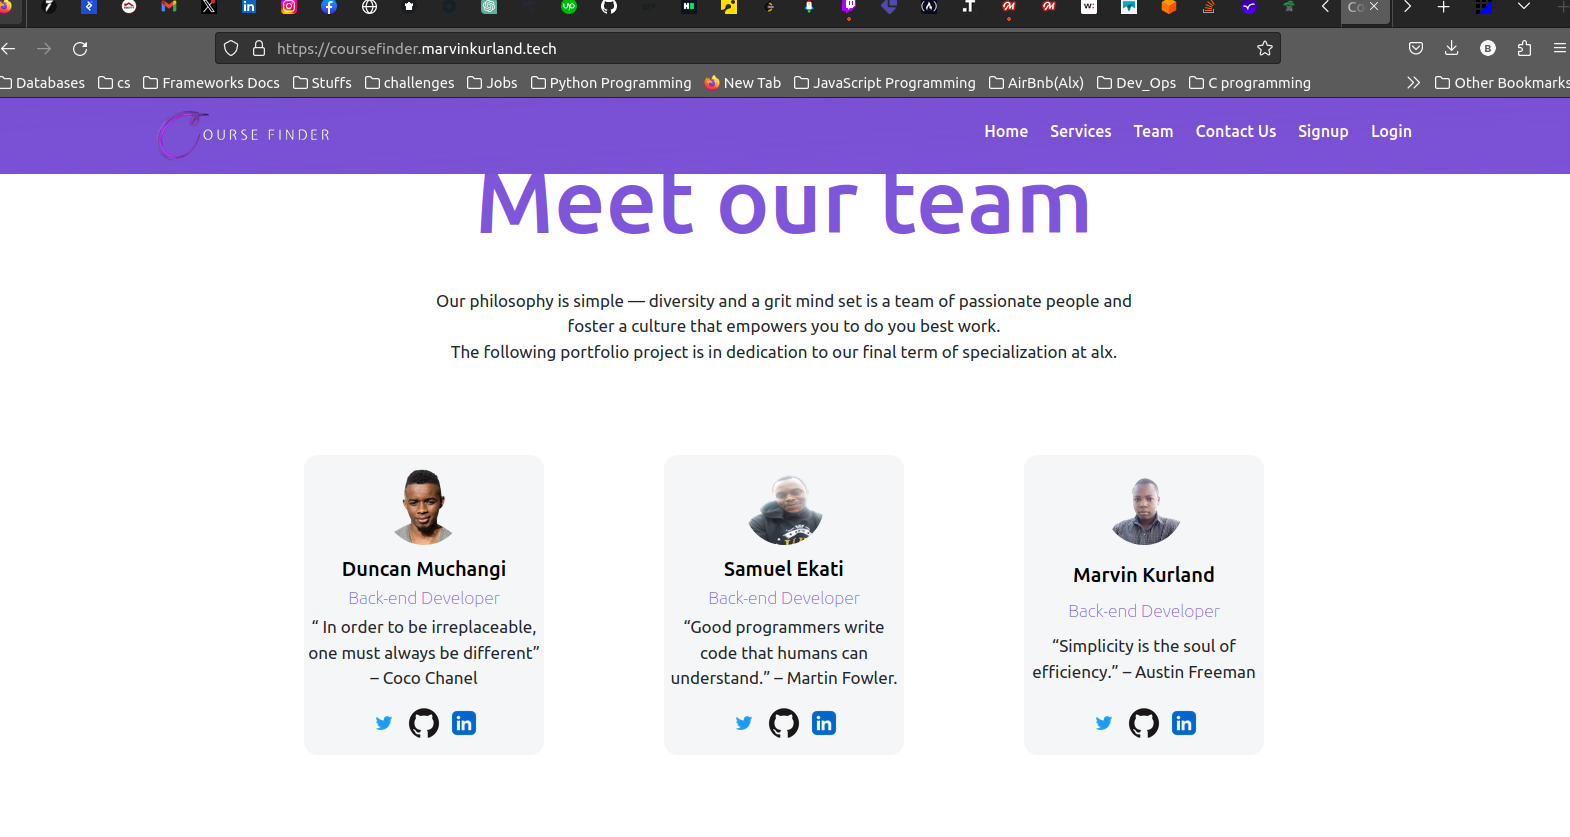 Co
https://coursefinder.marvinkurland.tech
B
Databases cs Frameworks Docs Stuffs challenges Jobs Python Programming New Tab JavaScript Programming AirBnb(Alx) Dev_Ops C programming Other Bookmarks
OURSE FINDER
Home Services Team Contact Us Signup Login
Meet our team
Our philosophy is simple — diversity and a grit mind set is a team of passionate people and
foster a culture that empowers you to do you best work.
The following portfolio project is in dedication to our final term of specialization at alx.
Duncan Muchangi
Back-end Developer
“ In order to be irreplaceable,
one must always be different”
– Coco Chanel
in
Samuel Ekati
Back-end Developer
“Good programmers write
code that humans can
understand.” – Martin Fowler.
in
Marvin Kurland
Back-end Developer
“Simplicity is the soul of
efficiency.” – Austin Freeman
in